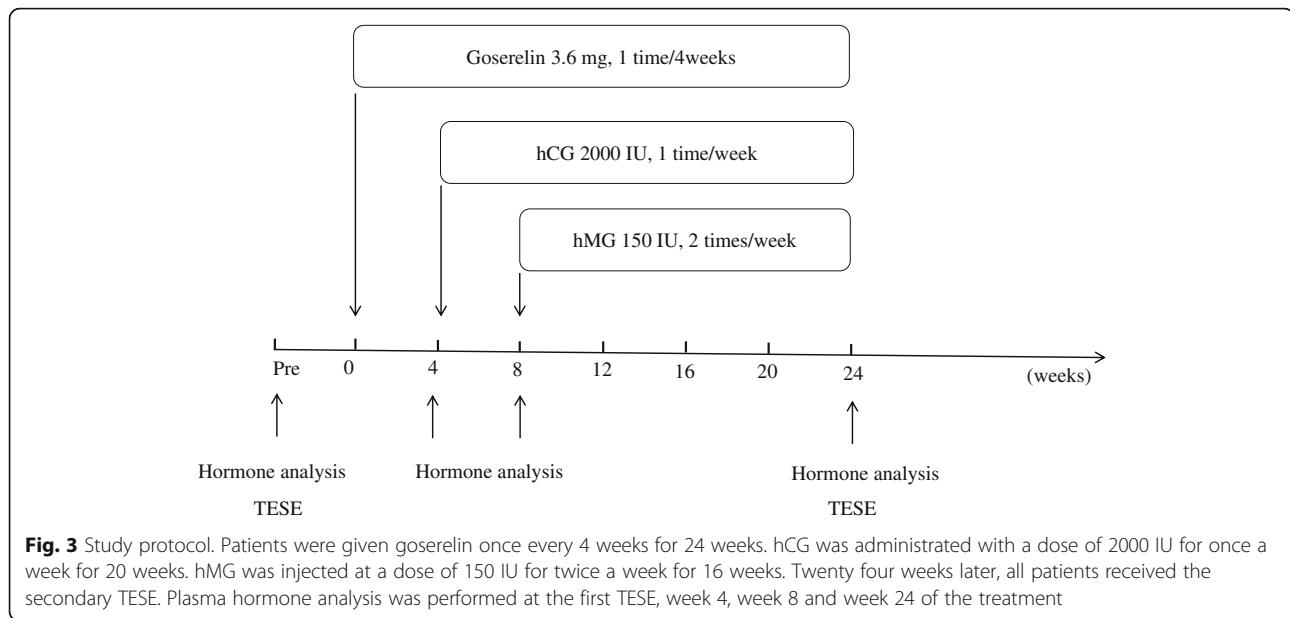 Goserelin 3.6 mg, 1 time/4weeks
hCG 2000 IU, 1 time/week
hMG 150 IU, 2 times/week
Pre 0 4 8 12 16 20 24 (weeks)
Hormone analysis Hormone analysis Hormone analysis
TESE TESE
Fig. 3 Study protocol. Patients were given goserelin once every 4 weeks for 24 weeks. hCG was administrated with a dose of 2000 IU for once a
week for 20 weeks. hMG was injected at a dose of 150 IU for twice a week for 16 weeks. Twenty four weeks later, all patients received the
secondary TESE. Plasma hormone analysis was performed at the first TESE, week 4, week 8 and week 24 of the treatment